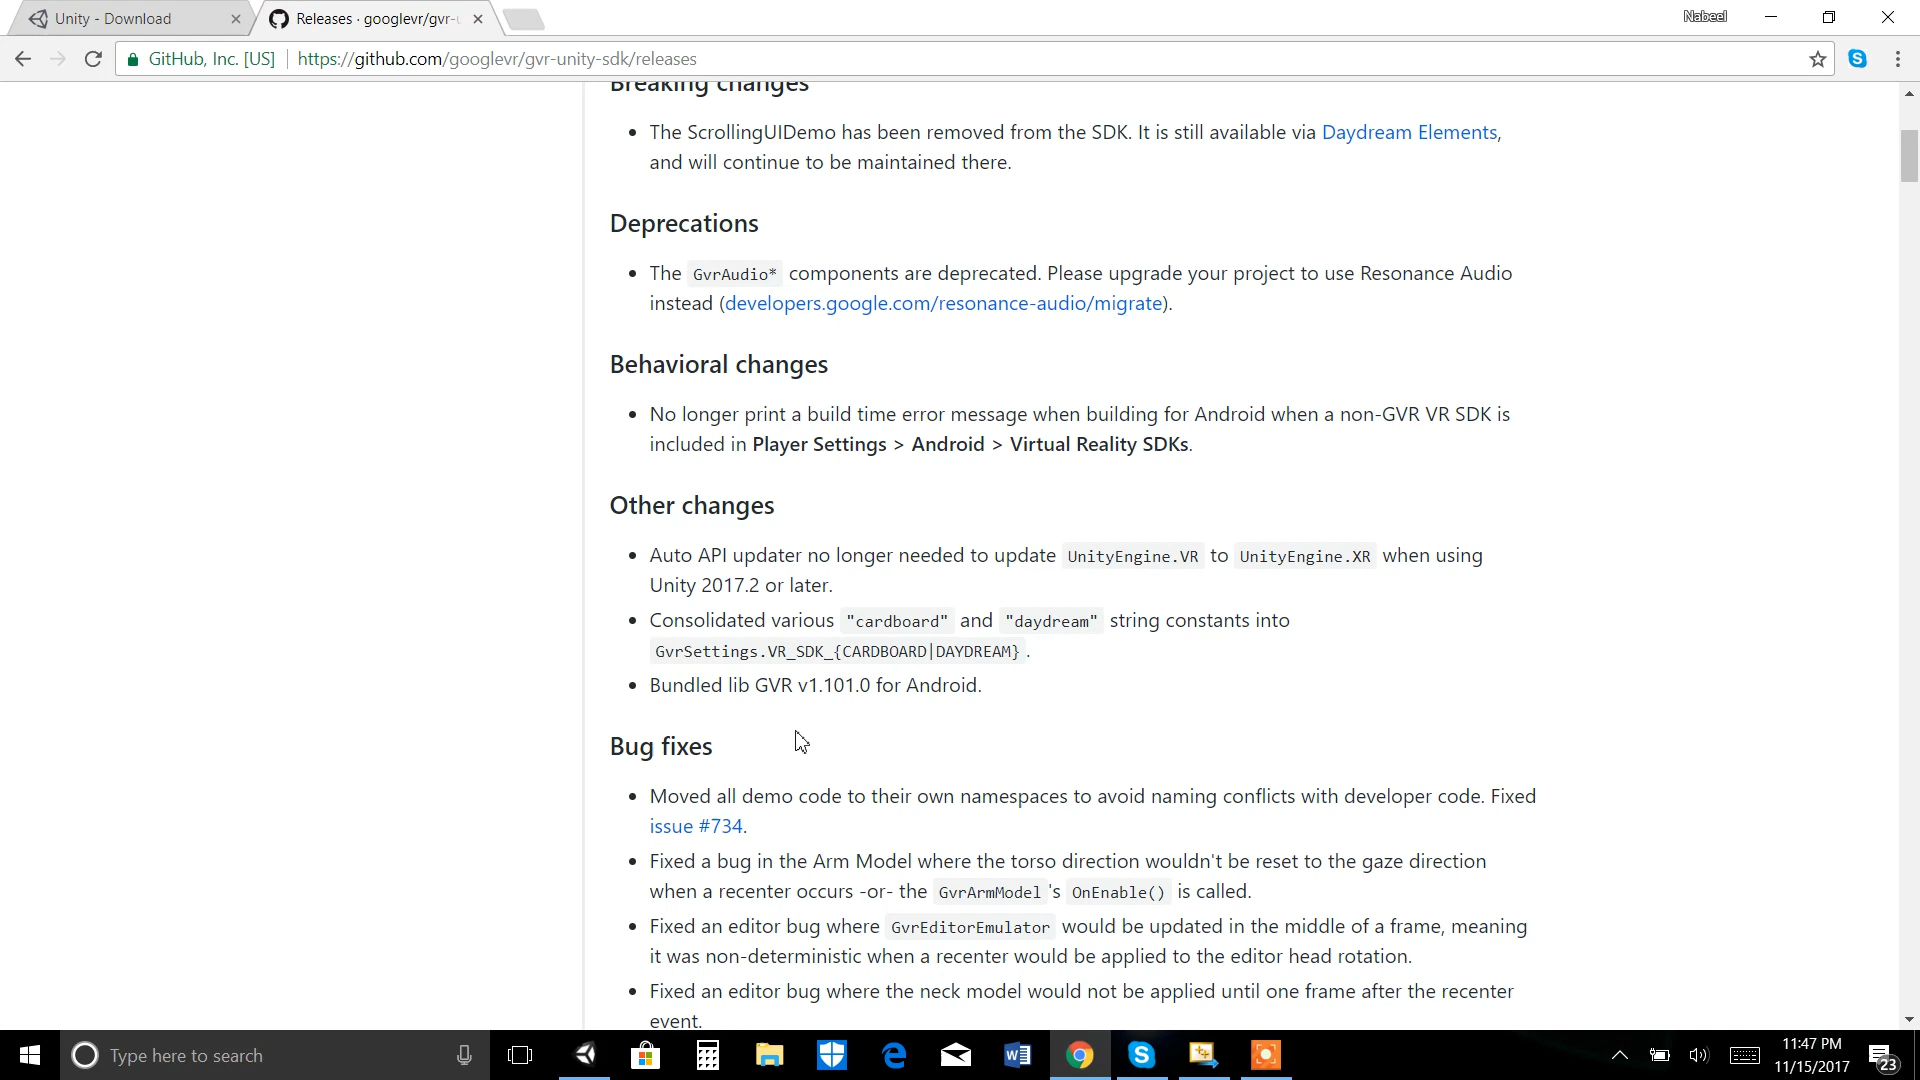 Unity - Download
Releases · googlevr/gvr-u
Nabeel
GitHub, Inc. [US]
https://github.com/googlevr/gvr-unity-sdk/releases
Breaking changes
The ScrollingUIDemo has been removed from the SDK. It is still available via Daydream Elements,
and will continue to be maintained there.
Deprecations
The GvrAudio* components are deprecated. Please upgrade your project to use Resonance Audio
instead (developers.google.com/resonance-audio/migrate).
Behavioral changes
No longer print a build time error message when building for Android when a non-GVR VR SDK is
included in Player Settings > Android > Virtual Reality SDKs.
Other changes
Auto API updater no longer needed to update UnityEngine.VR to UnityEngine.XR when using
Unity 2017.2 or later.
Consolidated various "cardboard" and "daydream" string constants into
GvrSettings.VR_SDK_{CARDBOARD|DAYDREAM} .
Bundled lib GVR v1.101.0 for Android.
Bug fixes
Moved all demo code to their own namespaces to avoid naming conflicts with developer code. Fixed
issue #734.
Fixed a bug in the Arm Model where the torso direction wouldn't be reset to the gaze direction
when a recenter occurs -or- the GvrArmModel 's OnEnable() is called.
Fixed an editor bug where GvrEditorEmulator would be updated in the middle of a frame, meaning
it was non-deterministic when a recenter would be applied to the editor head rotation.
Fixed an editor bug where the neck model would not be applied until one frame after the recenter
event.
Type here to search
11:47 PM
11/15/2017
23